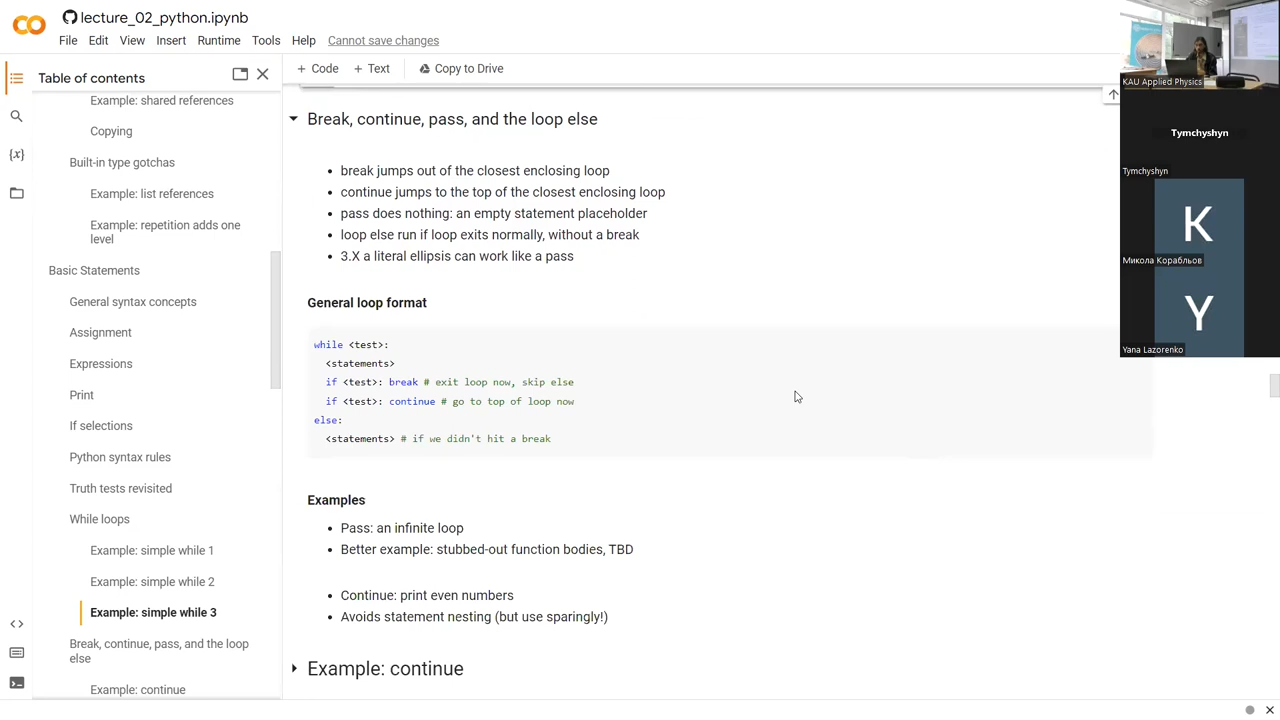 lecture_02_python.ipynb
File Edit View Insert Runtime Tools Help Cannot save changes
Table of contents
Example: shared references
Copying
Built-in type gotchas
Example: list references
Example: repetition adds one
level
Basic Statements
General syntax concepts
Assignment
Expressions
Print
If selections
Python syntax rules
Truth tests revisited
While loops
Example: simple while 1
Example: simple while 2
Example: simple while 3
Break, continue, pass, and the loop
else
Example: continue
+ Code + Text Copy to Drive
Break, continue, pass, and the loop else
break jumps out of the closest enclosing loop
continue jumps to the top of the closest enclosing loop
pass does nothing: an empty statement placeholder
loop else run if loop exits normally, without a break
3.X a literal ellipsis can work like a pass
General loop format
while <test>:
<statements>
if <test>: break # exit loop now, skip else
if <test>: continue # go to top of loop now
else:
<statements> # if we didn't hit a break
Examples
Pass: an infinite loop
Better example: stubbed-out function bodies, TBD
Continue: print even numbers
Avoids statement nesting (but use sparingly!)
Example: continue
KAU Applied Physics
Tymchyshyn
Tymchyshyn
K
Микола Корабльов
Y
Yana Lazorenko